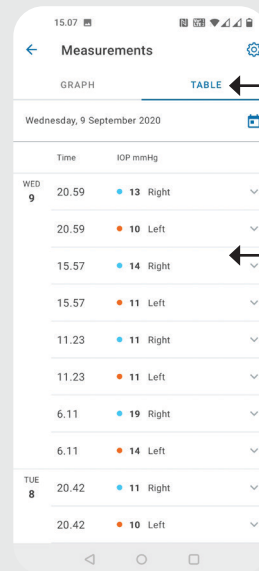 15.07
Measurements
GRAPH TABLE
Wednesday, 9 September 2020
Time IOP mmHg
WED
9
20.59 13 Right
20.59 10 Left
15.57 14 Right
15.57 11 Left
11.23 11 Right
11.23 11 Left
6.11 19 Right
6.11 14 Left
TUE
8
20.42 11 Right
20.42 10 Left